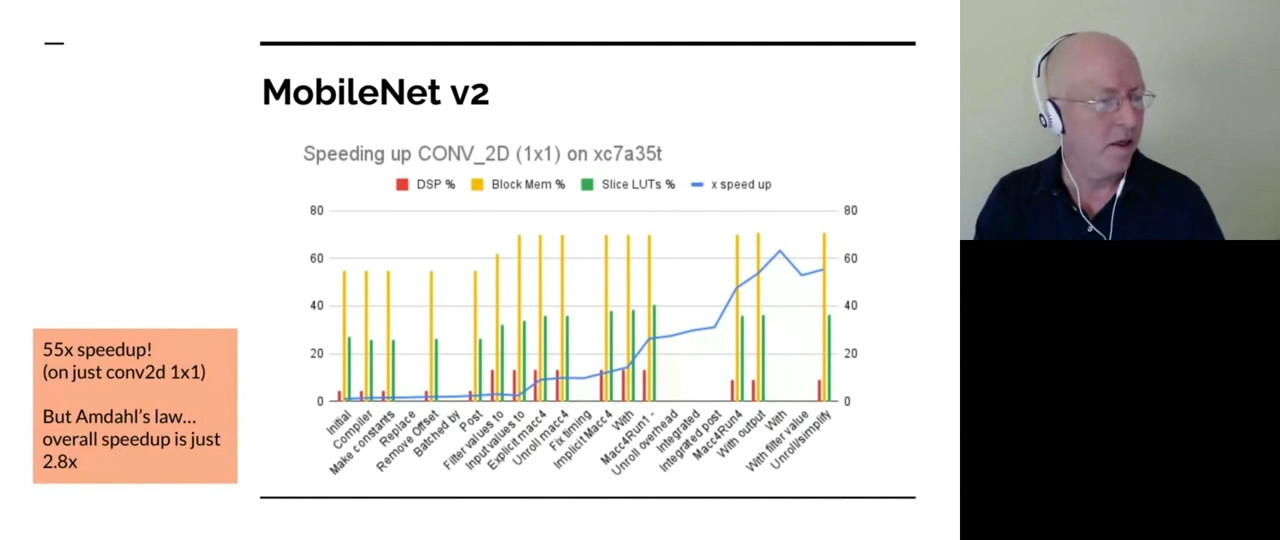 MobileNet v2
Speeding up CONV_2D (1x1) on xc7a35t
DSP % Block Mem % Slice LUTs % x speed up
80 80
60 60
40 40
20 20
0 0
Initial
Compiler
Make constants
Replace
Remove Offset
Batched by
Post
Filter values to
Input values to
Explicit macc4
Unroll macc4
Fix timing
Implicit Macc4
With
Macc4Run1 -
Unroll overhead
Integrated
Integrated post
Macc4Run4
With output
With
With filter value
Unroll/simplify
55x speedup!
(on just conv2d 1x1)
But Amdahl's law...
overall speedup is just
2.8x